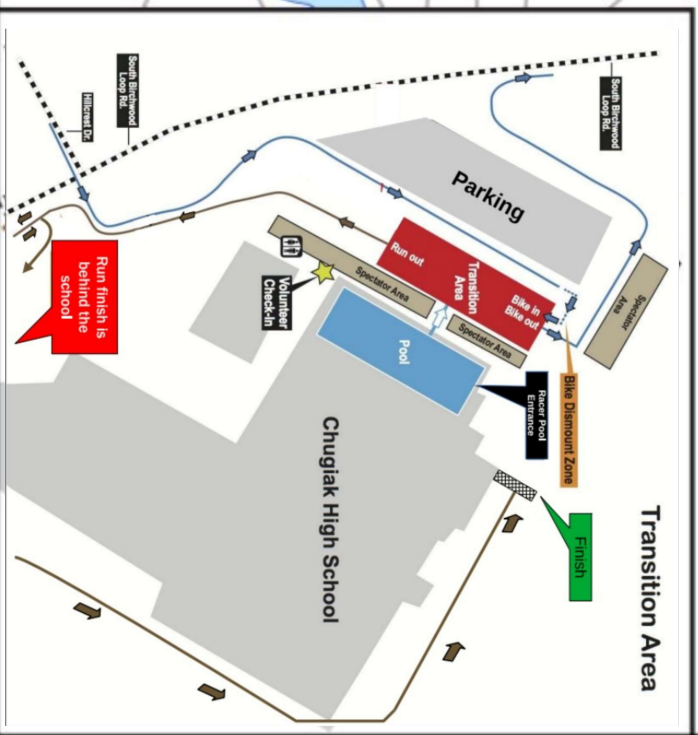 Transition Area
South Birchwood
Loop Rd.
South Birchwood
Loop Rd.
Hillcrest Dr.
Parking
Spectator
Area
Transition
Area
Run out
Bike in
Bike out
Spectator Area
Spectator Area
Volunteer
Check-In
Pool
Racer Pool
Entrance
Bike Dismount Zone
Finish
Run finish is
behind the
school
Chugiak High School